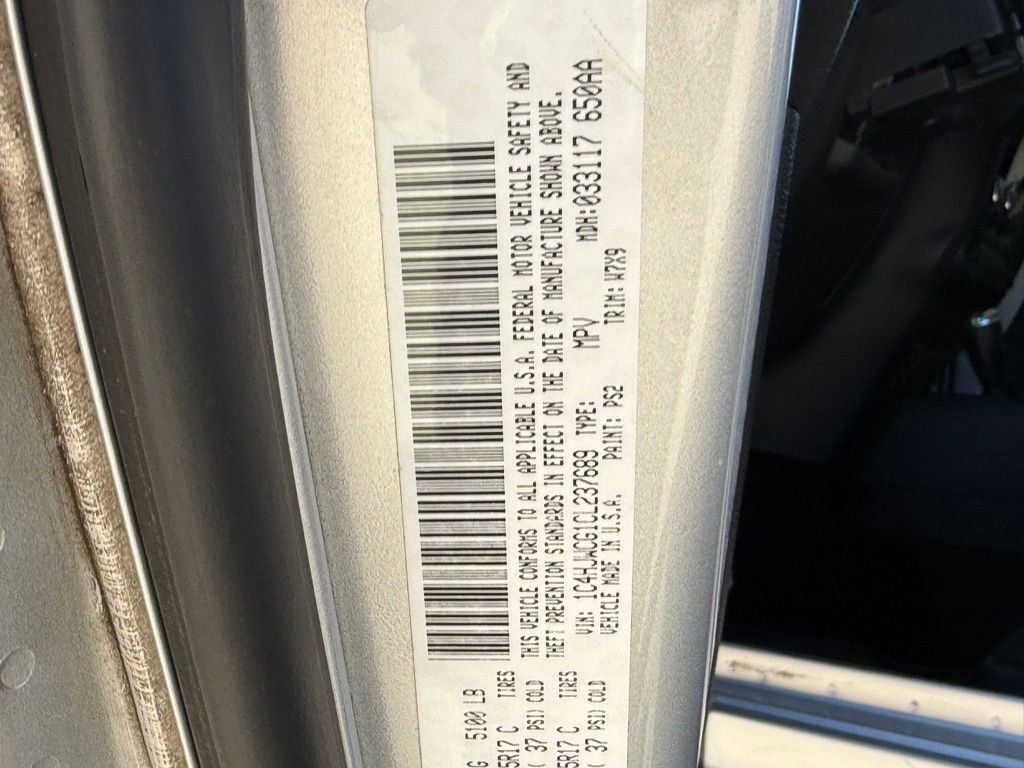 G 5100 LB
5R17 C TIRES
( 37 PSI) COLD
5R17 C TIRES
( 37 PSI) COLD
THIS VEHICLE CONFORMS TO ALL APPLICABLE U.S.A. FEDERAL MOTOR VEHICLE SAFETY AND
THEFT PREVENTION STANDARDS IN EFFECT ON THE DATE OF MANUFACTURE SHOWN ABOVE.
VIN: 1C4HJWCG1CL237689 TYPE: MPV MDH:033117 650AA
VEHICLE MADE IN U.S.A. PAINT: PS2 TRIM: W7X9